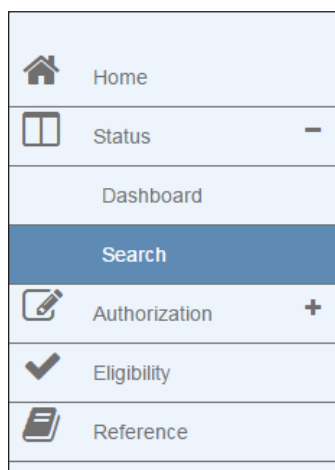 Home
Status
Dashboard
Search
Authorization
Eligibility
Reference